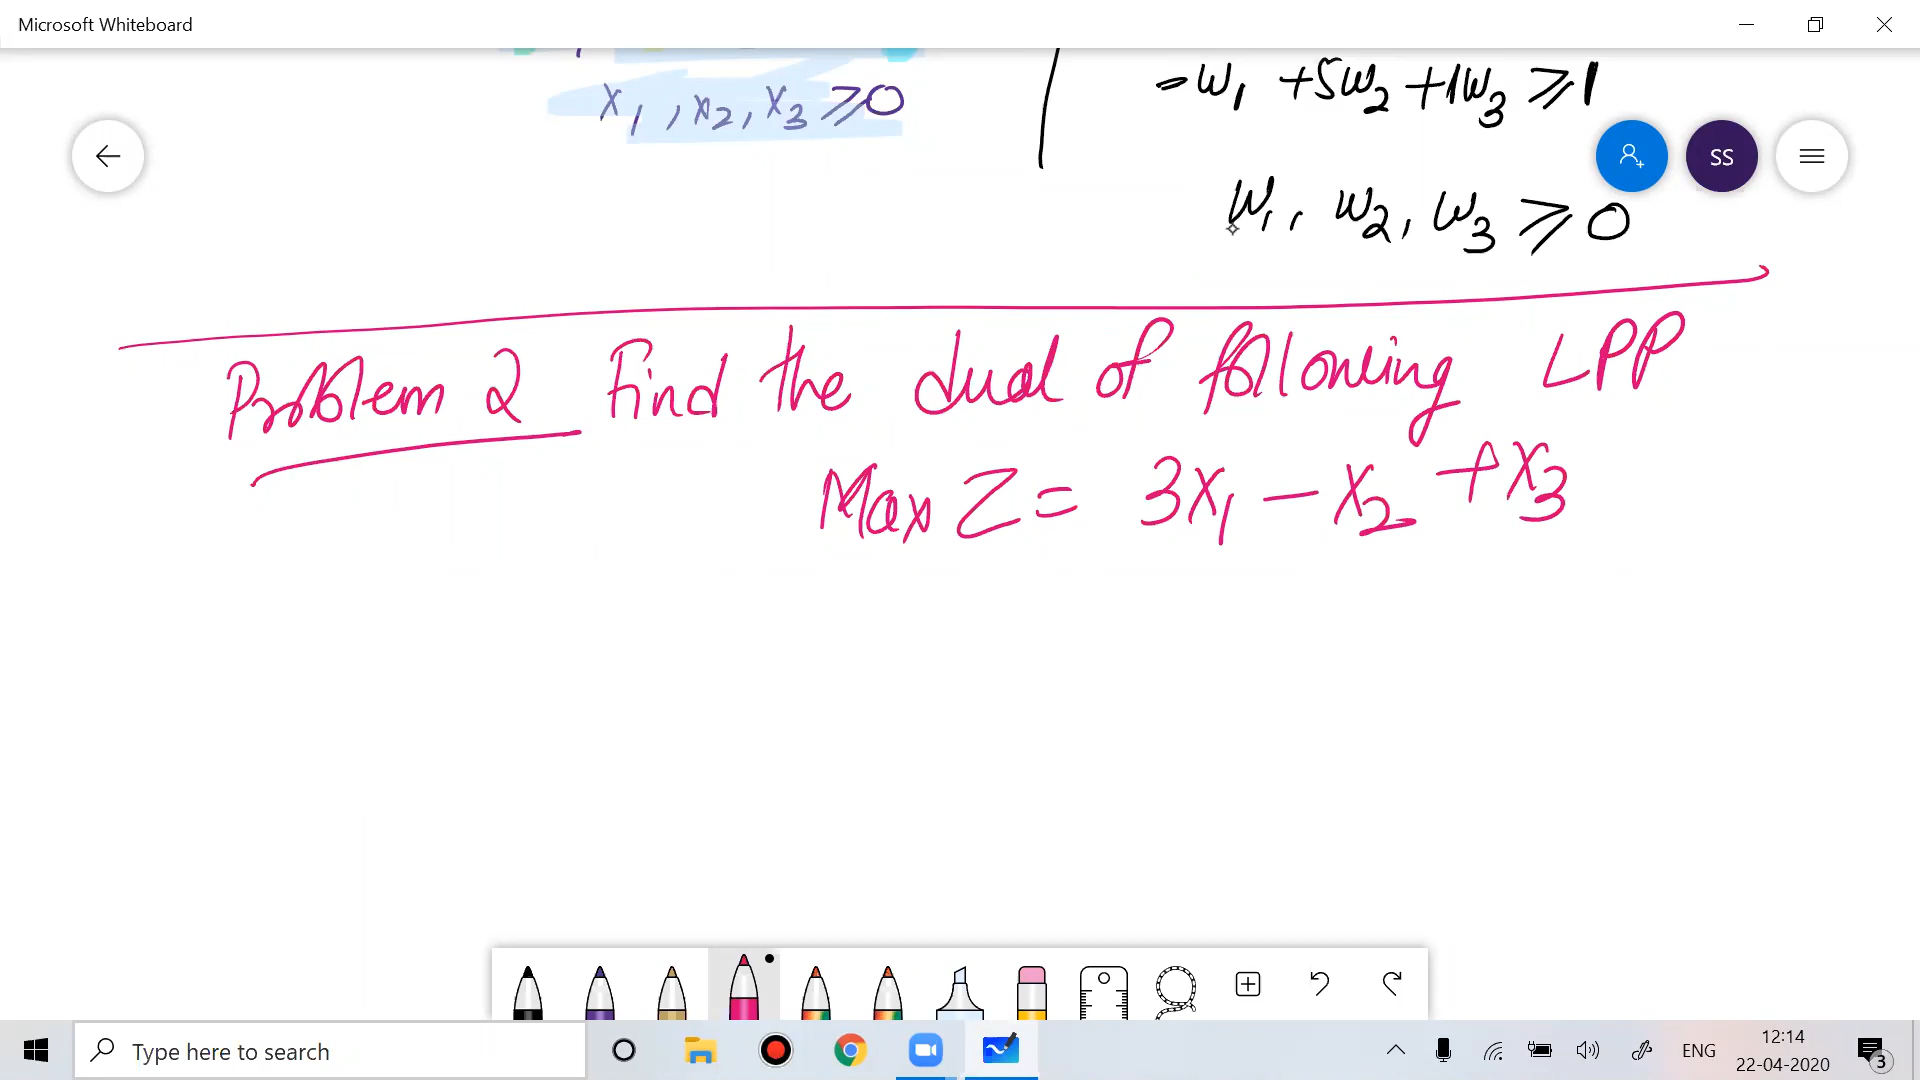 Microsoft Whiteboard
x₁, x₂, x₃ ⩾ 0
-w₁ + 5w₂ + 1w₃ ⩾ 1
SS
w₁, w₂, w₃ ⩾ 0
Problem 2 Find the dual of following LPP
Max Z = 3x₁ - x₂ + x₃
Type here to search
ENG
12:14
22-04-2020
3